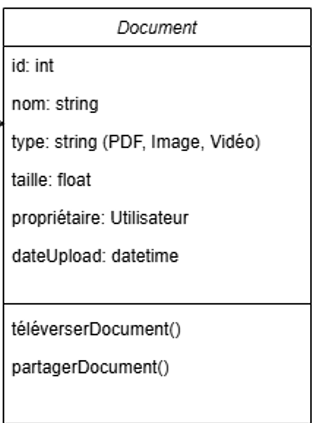 Document
id: int
nom: string
type: string (PDF, Image, Vidéo)
taille: float
propriétaire: Utilisateur
dateUpload: datetime
téléverserDocument()
partagerDocument()